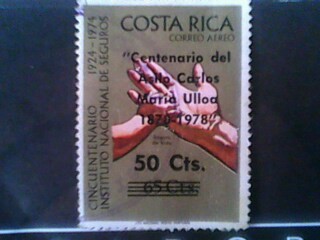 COSTA RICA
CORREO AEREO
CINCUENTENARIO 1924-1974
INSTITUTO NACIONAL DE SEGUROS
"Centenario del
Asilo Carlos
María Ulloa
1878-1978"
50 Cts.
65 Cts.